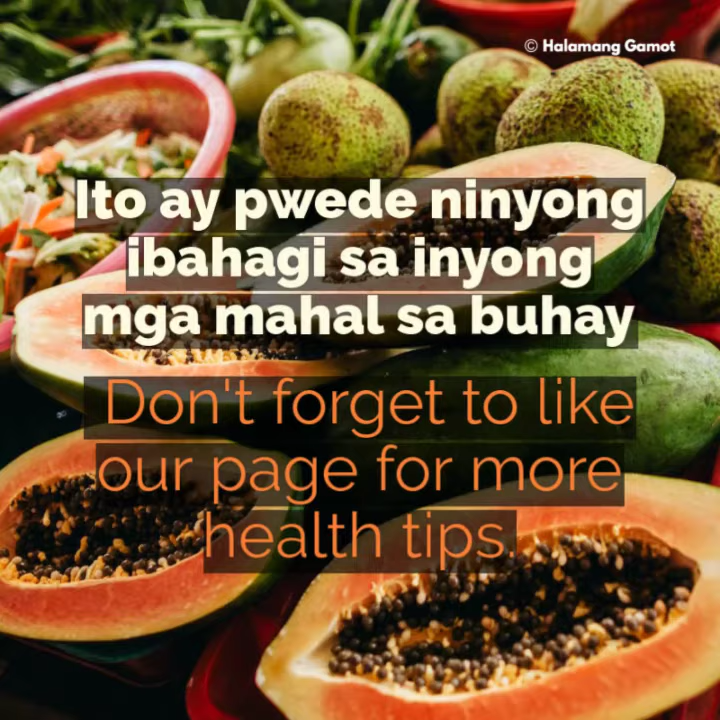 © Halamang Gamot
Ito ay pwede ninyong
ibahagi sa inyong
mga mahal sa buhay
Don't forget to like
our page for more
health tips.